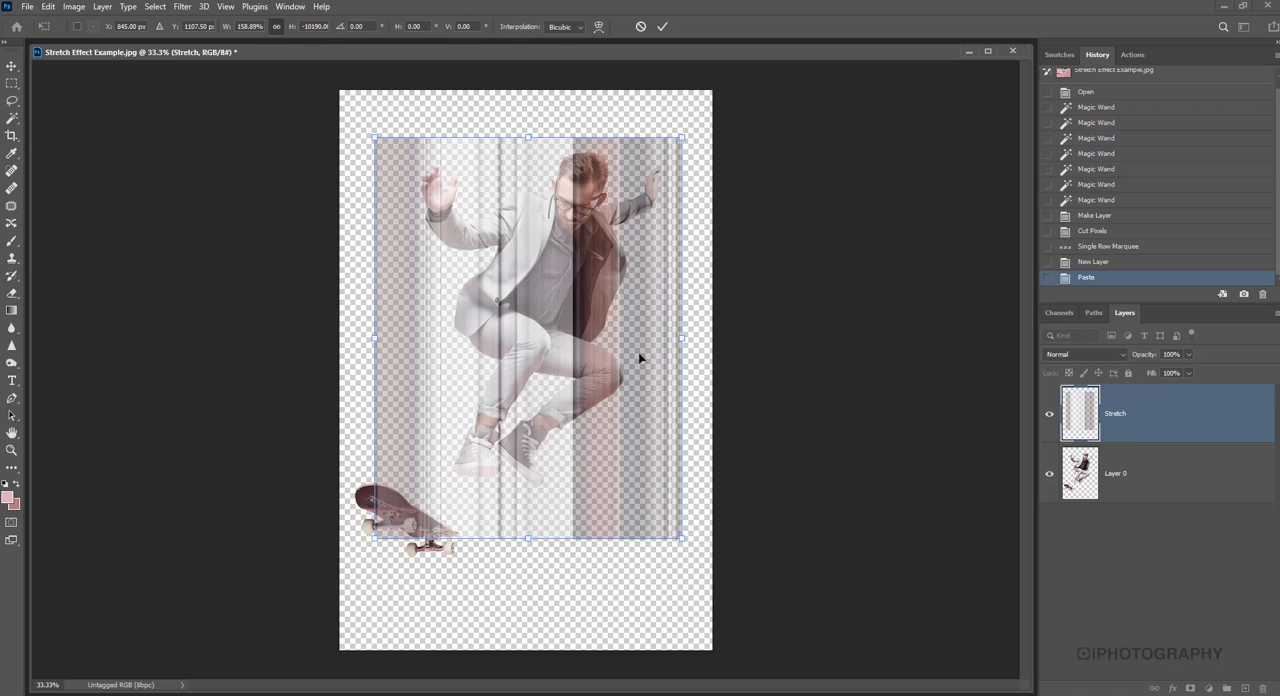 File Edit Image Layer Type Select Filter 3D View Plugins Window Help
X: 845.00 px Y: 1107.50 px W: 158.89% H: -10190.0( 0.00 ° H: 0.00 ° V: 0.00 ° Interpolation: Bicubic
Stretch Effect Example.jpg @ 33.3% (Stretch, RGB/8#) *
Swatches History Actions
Stretch Effect Example.jpg
Open
Magic Wand
Magic Wand
Magic Wand
Magic Wand
Magic Wand
Magic Wand
Magic Wand
Make Layer
Cut Pixels
Single Row Marquee
New Layer
Paste
Channels Paths Layers
Kind
Normal Opacity: 100%
Lock: Fill: 100%
Stretch
Layer 0
iPHOTOGRAPHY
33.33% Untagged RGB (8bpc)